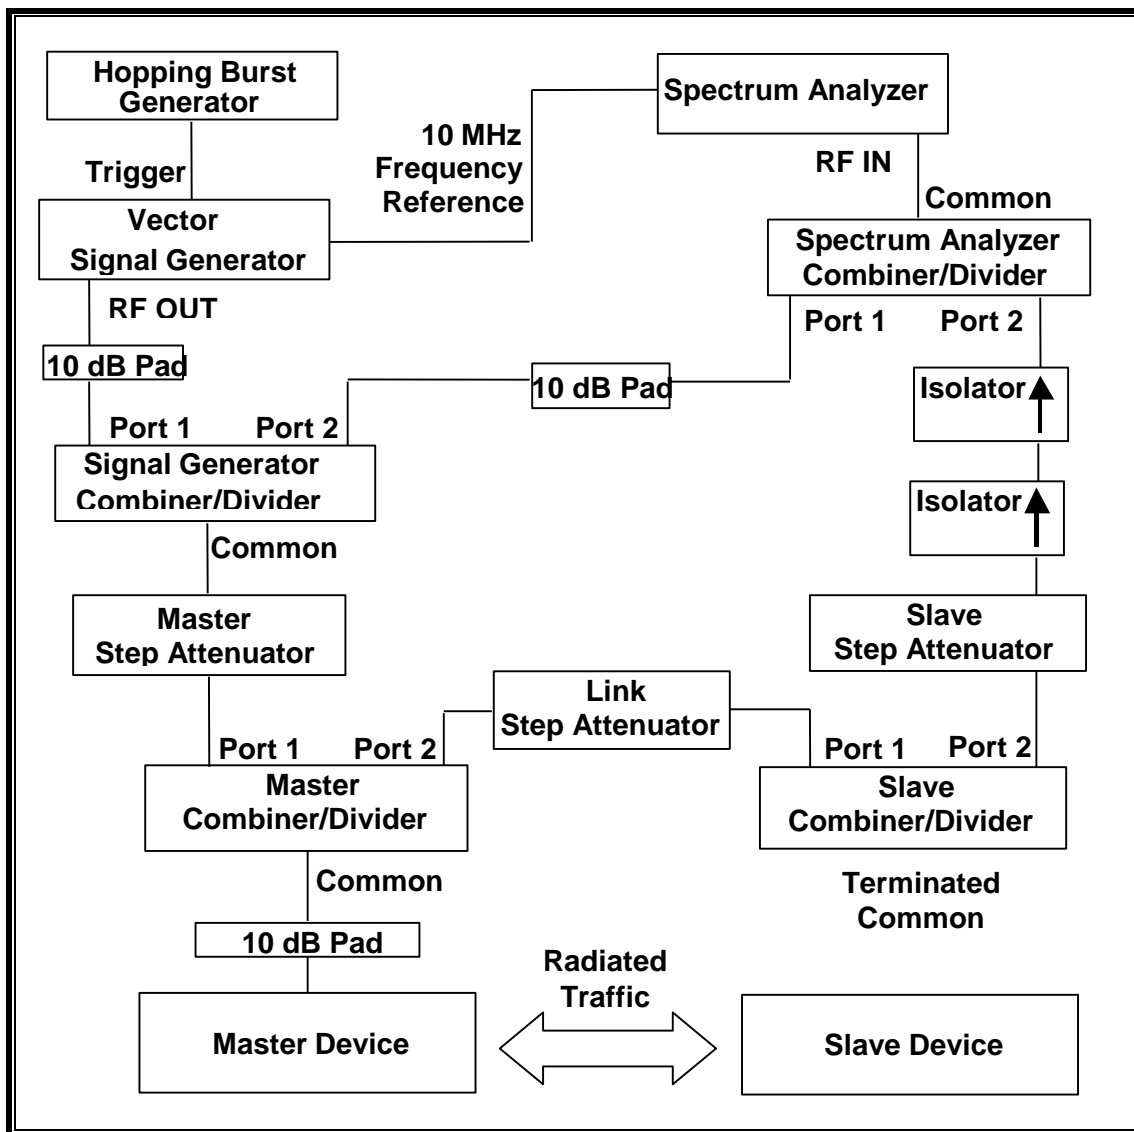 Hopping Burst
Generator
Spectrum Analyzer
10 MHz
Frequency
Reference
Trigger
RF IN
Common
Vector
Signal Generator
Spectrum Analyzer
Combiner/Divider
RF OUT
Port 1
Port 2
10 dB Pad
10 dB Pad
Isolator
Port 1
Port 2
Signal Generator
Combiner/Divider
Isolator
Common
Master
Step Attenuator
Slave
Step Attenuator
Link
Step Attenuator
Port 1
Port 2
Port 1
Port 2
Master
Combiner/Divider
Slave
Combiner/Divider
Common
Terminated
Common
10 dB Pad
Radiated
Traffic
Master Device
Slave Device